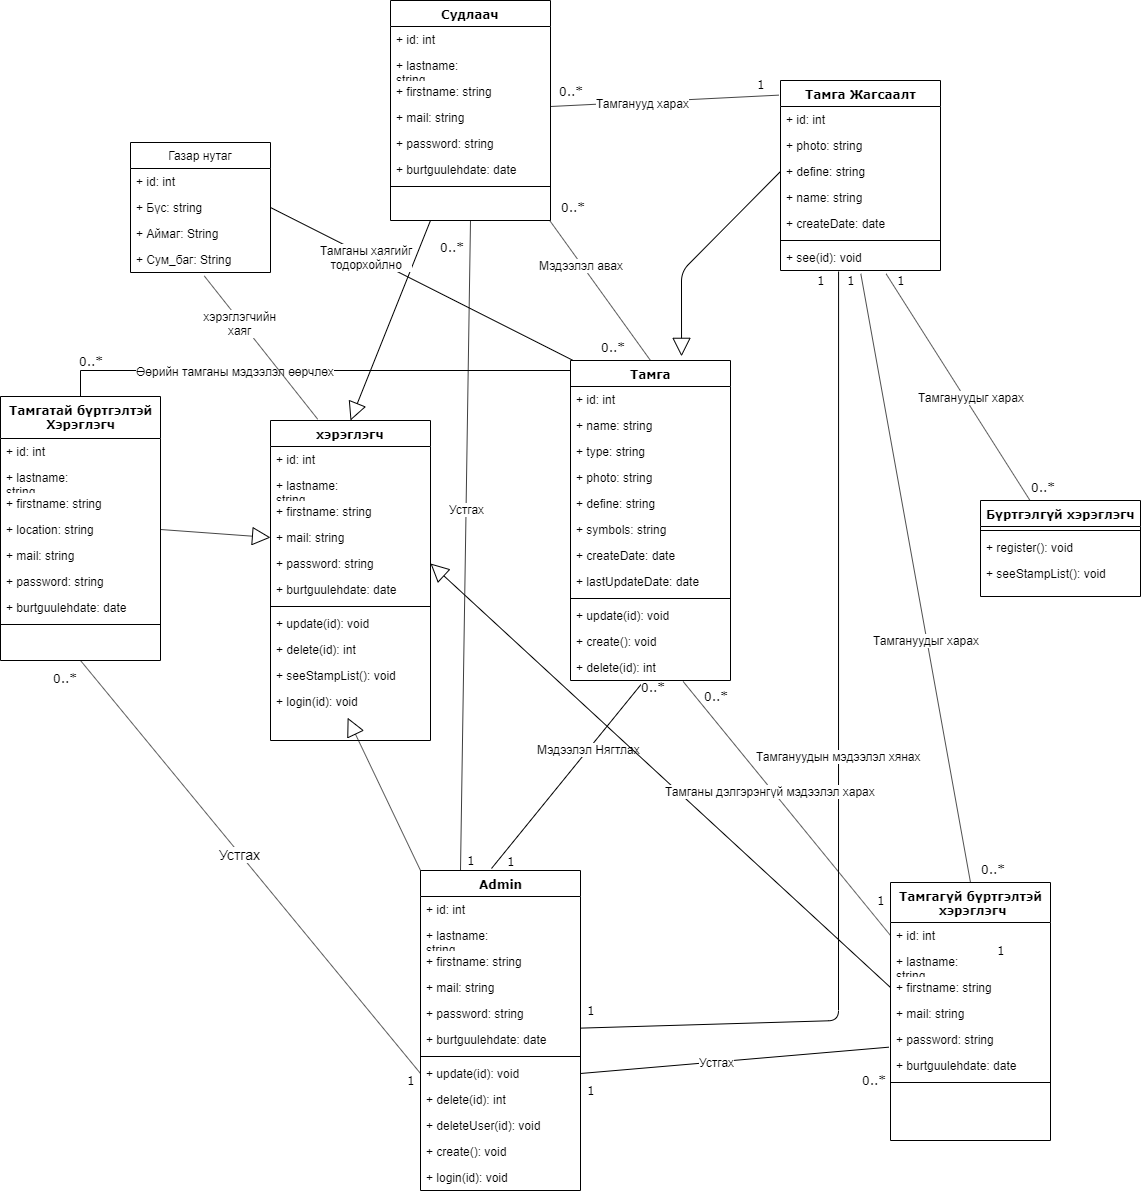 Судлаач
+ id: int
+ lastname:
string
+ firstname: string
+ mail: string
+ password: string
+ burtguulehdate: date
0..*
Тамганууд харах
1
Тамга Жагсаалт
+ id: int
+ photo: string
+ define: string
+ name: string
+ createDate: date
+ see(id): void
Газар нутаг
+ id: int
+ Бүс: string
+ Аймаг: String
+ Сум_баг: String
0..*
0..*
Тамганы хаягийг
тодорхойлно
Мэдээлэл авах
1
1
1
хэрэглэгчийн
хаяг
0..*
0..*
Өөрийн тамганы мэдээлэл өөрчлөх
Тамгатай бүртгэлтэй
Хэрэглэгч
+ id: int
+ lastname:
string
+ firstname: string
+ location: string
+ mail: string
+ password: string
+ burtguulehdate: date
0..*
хэрэглэгч
+ id: int
+ lastname:
string
+ firstname: string
+ mail: string
+ password: string
+ burtguulehdate: date
+ update(id): void
+ delete(id): int
+ seeStampList(): void
+ login(id): void
Устгах
Тамга
+ id: int
+ name: string
+ type: string
+ photo: string
+ define: string
+ symbols: string
+ createDate: date
+ lastUpdateDate: date
+ update(id): void
+ create(): void
+ delete(id): int
0..*
0..*
Тамгануудыг харах
0..*
Бүртгэлгүй хэрэглэгч
+ register(): void
+ seeStampList(): void
Тамгануудыг харах
Мэдээлэл Нягтлах
Тамгануудын мэдээлэл хянах
Тамганы дэлгэрэнгүй мэдээлэл харах
Устгах
1
1
Admin
+ id: int
+ lastname:
string
+ firstname: string
+ mail: string
+ password: string
+ burtguulehdate: date
+ update(id): void
+ delete(id): int
+ deleteUser(id): void
+ create(): void
+ login(id): void
1
1
1
Устгах
0..*
0..*
1
Тамгагүй бүртгэлтэй
хэрэглэгч
+ id: int
1
+ lastname:
string
+ firstname: string
+ mail: string
+ password: string
+ burtguulehdate: date